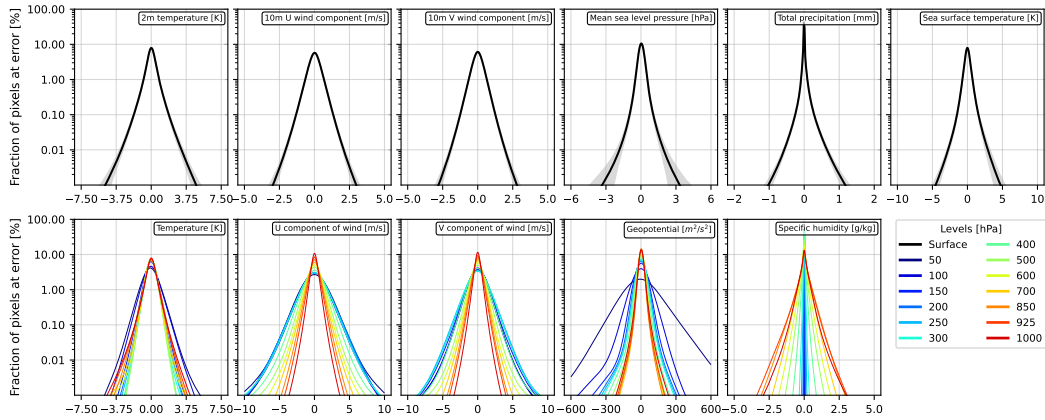 Fraction of pixels at error [%]
100.00
10.00
1.00
0.10
0.01
2m temperature [K]
−7.50 −3.75 0.00 3.75 7.50
10m U wind component [m/s]
−5.0 −2.5 0.0 2.5 5.0
10m V wind component [m/s]
−5.0 −2.5 0.0 2.5 5.0
Mean sea level pressure [hPa]
−6 −3 0 3 6
Total precipitation [mm]
−2 −1 0 1 2
Sea surface temperature [K]
−10 −5 0 5 10
Fraction of pixels at error [%]
100.00
10.00
1.00
0.10
0.01
Temperature [K]
−7.50 −3.75 0.00 3.75 7.50
U component of wind [m/s]
−10 −5 0 5 10
V component of wind [m/s]
−10 −5 0 5 10
Geopotential [m²/s²]
−600 −300 0 300 600
Specific humidity [g/kg]
−5.0 −2.5 0.0 2.5 5.0
Levels [hPa]
Surface
50
100
150
200
250
300
400
500
600
700
850
925
1000